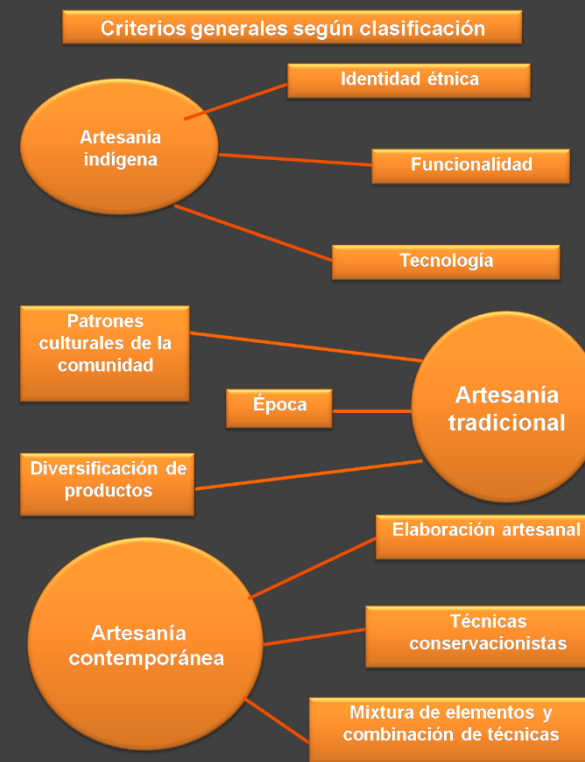 Criterios generales según clasificación
Identidad étnica
Artesanía
indígena
Funcionalidad
Tecnología
Patrones
culturales de la
comunidad
Época
Artesanía
tradicional
Diversificación de
productos
Elaboración artesanal
Artesanía
contemporánea
Técnicas
conservacionistas
Mixtura de elementos y
combinación de técnicas